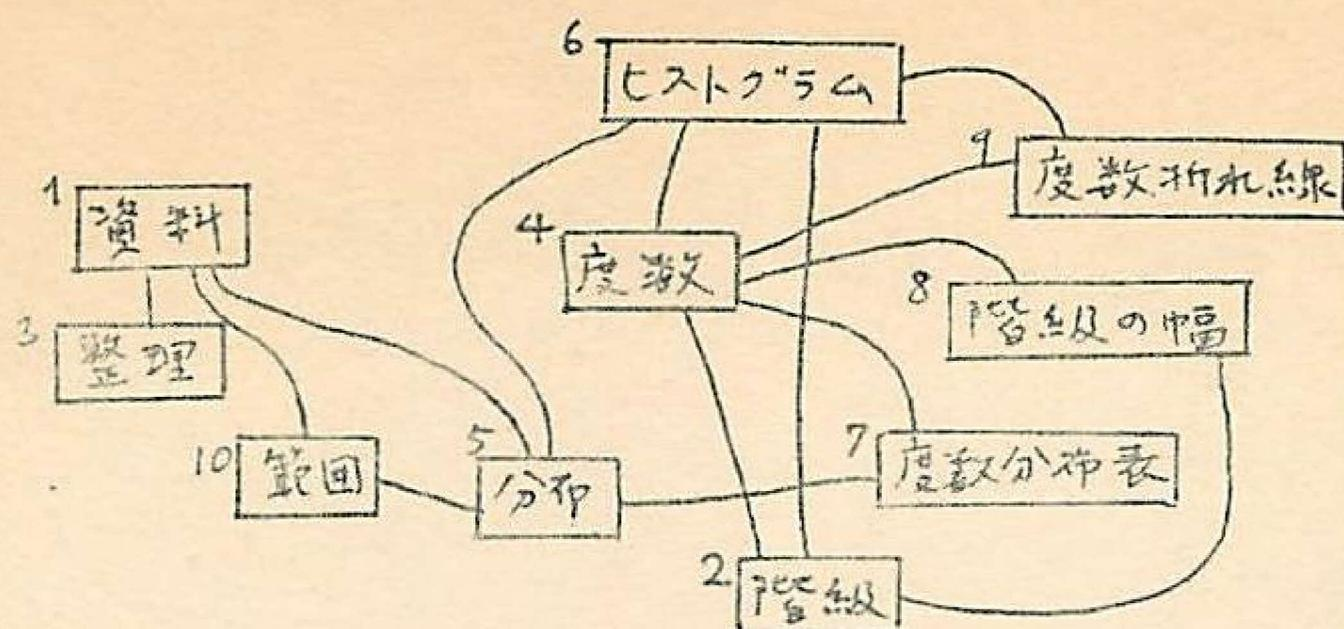 6 ヒストグラム
9 度数折れ線
1 資料
4 度数
8 階級の幅
3 整理
10 範囲
5 分布
7 度数分布表
2 階級